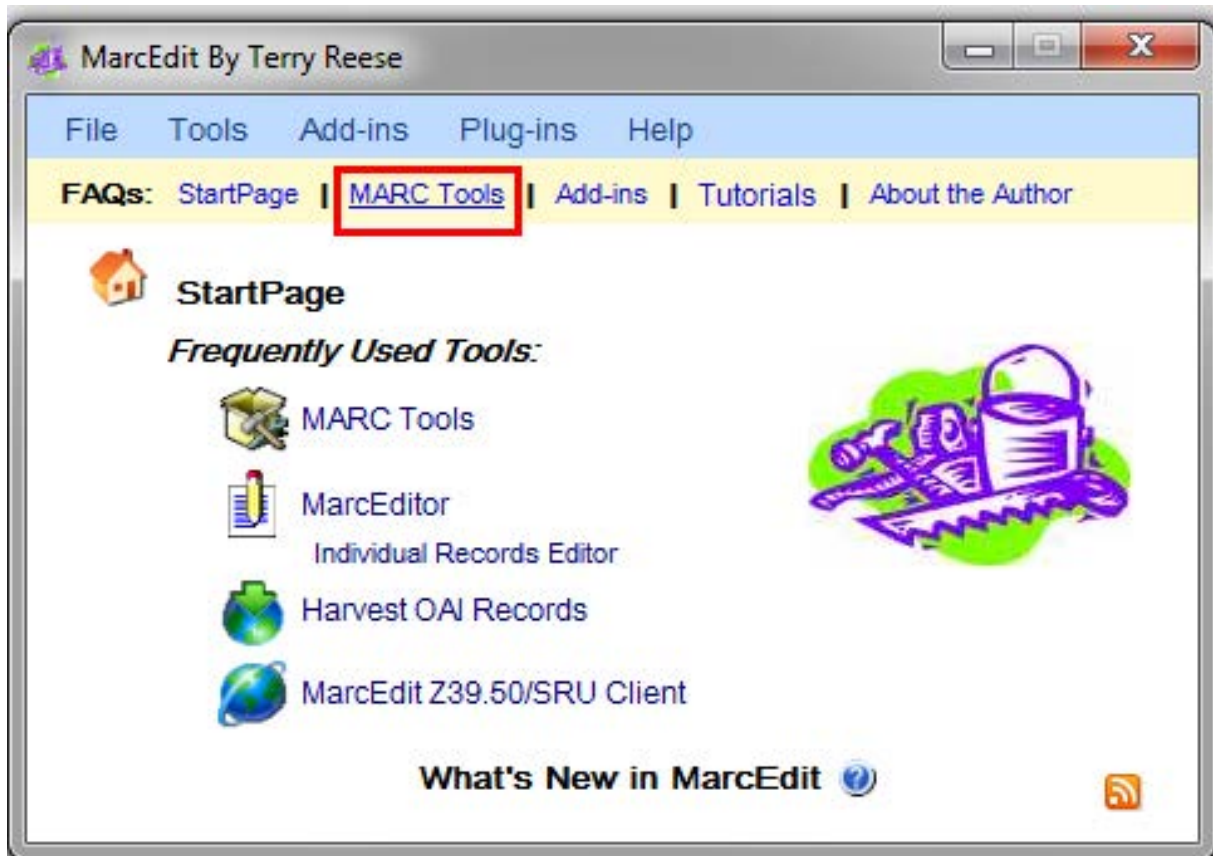 MarcEdit By Terry Reese
File Tools Add-ins Plug-ins Help
FAQs: StartPage | MARC Tools | Add-ins | Tutorials | About the Author
StartPage
Frequently Used Tools:
MARC Tools
MarcEditor
Individual Records Editor
Harvest OAI Records
MarcEdit Z39.50/SRU Client
What's New in MarcEdit